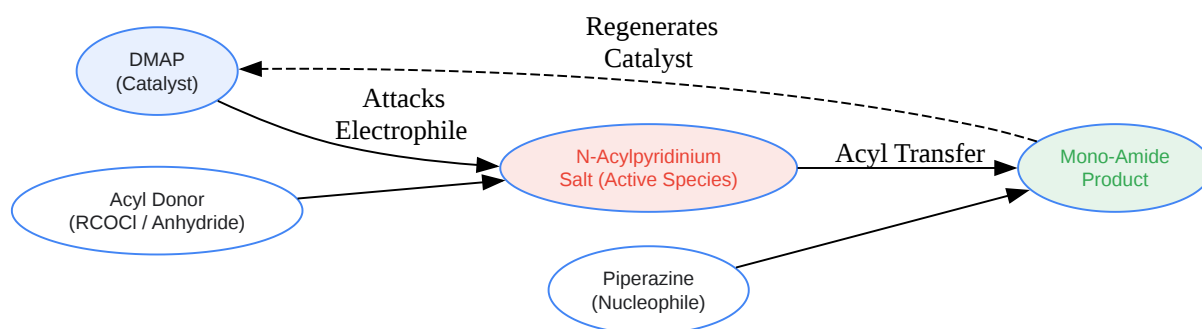 Regenerates
Catalyst
DMAP
(Catalyst)
Attacks
Electrophile
N-Acylpyridinium
Salt (Active Species)
Acyl Transfer
Mono-Amide
Product
Acyl Donor
(RCOCl / Anhydride)
Piperazine
(Nucleophile)